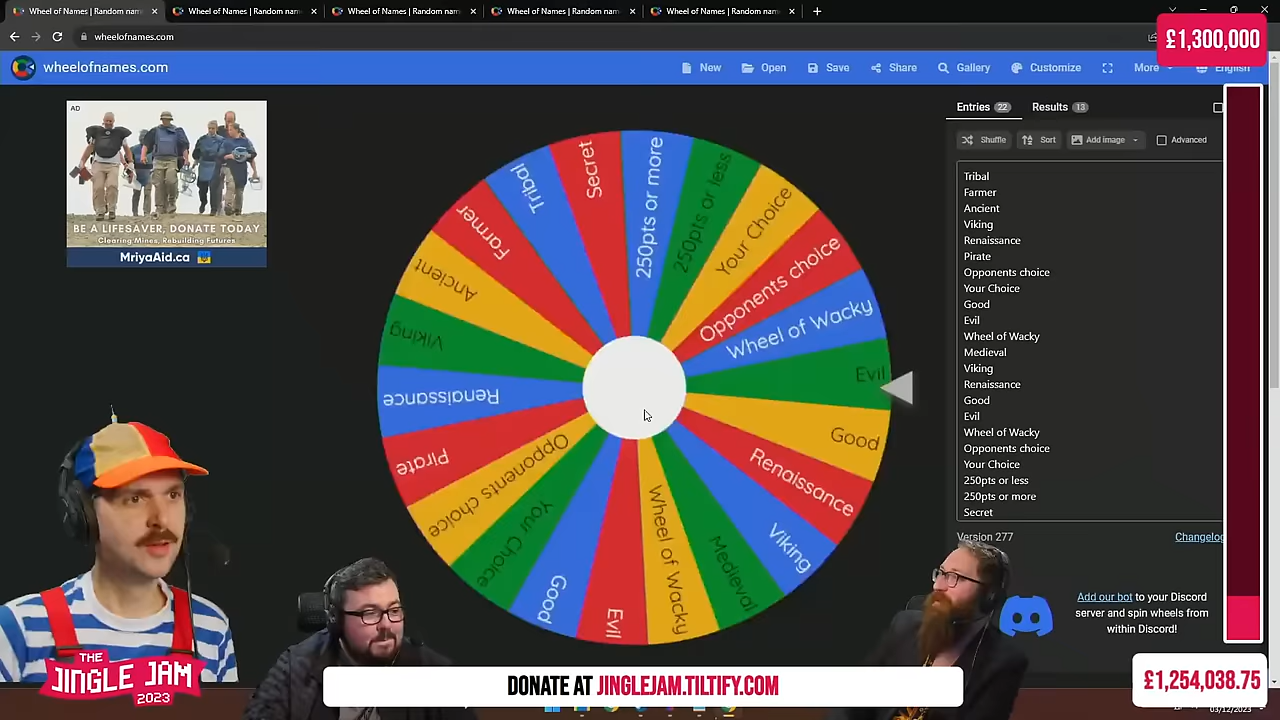 Wheel of Names | Random nam
Wheel of Names | Random nam
Wheel of Names | Random nam
Wheel of Names | Random nam
Wheel of Names | Random nam
wheelofnames.com
£1,300,000
wheelofnames.com
New
Open
Save
Share
Gallery
Customize
More
English
AD
BE A LIFESAVER, DONATE TODAY
Clearing Mines, Rebuilding Futures
MriyaAid.ca
Secret
250pts or more
250pts or less
Your Choice
Opponents choice
Wheel of Wacky
Evil
Good
Renaissance
Viking
Medieval
Wheel of Wacky
Evil
Good
Your Choice
Opponents choice
Pirate
Renaissance
Viking
Ancient
Farmer
Tribal
Entries 22
Results 13
Shuffle
Sort
Add image
Advanced
Tribal
Farmer
Ancient
Viking
Renaissance
Pirate
Opponents choice
Your Choice
Good
Evil
Wheel of Wacky
Medieval
Viking
Renaissance
Good
Evil
Wheel of Wacky
Opponents choice
Your Choice
250pts or less
250pts or more
Secret
Version 277
Changelog
Add our bot to your Discord
server and spin wheels from
within Discord!
THE
JINGLE JAM
2023
DONATE AT JINGLEJAM.TILTIFY.COM
£1,254,038.75
03/12/2023